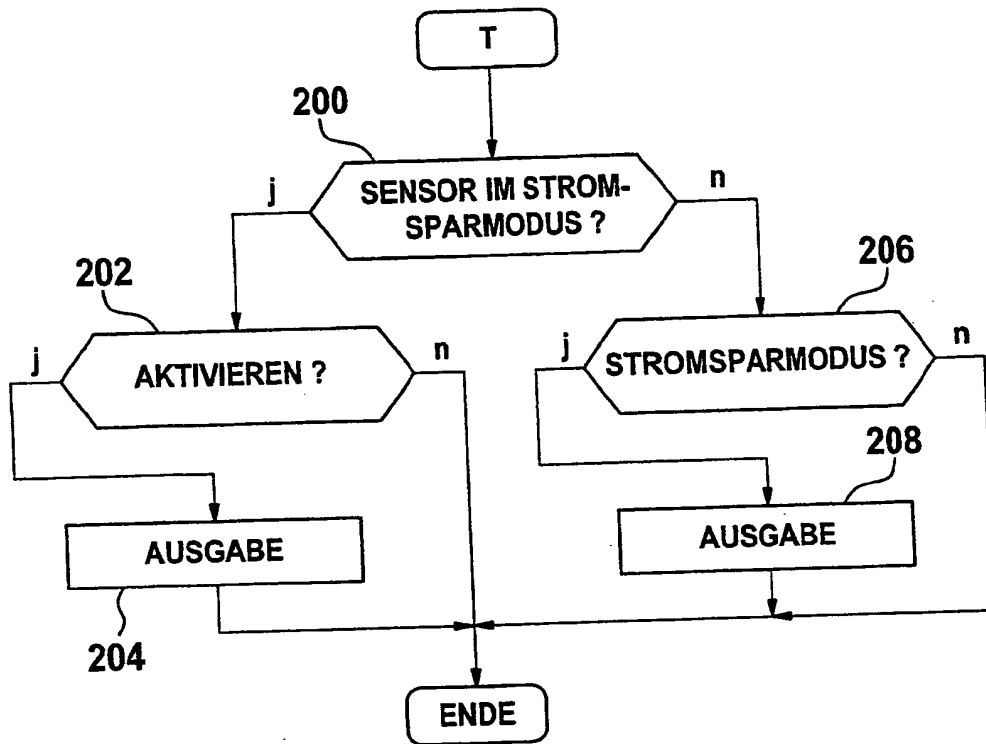 T
200
j
SENSOR IM STROM-
SPARMODUS ?
n
202
206
j
AKTIVIEREN ?
n
j
STROMSPARMODUS ?
n
208
AUSGABE
AUSGABE
204
ENDE